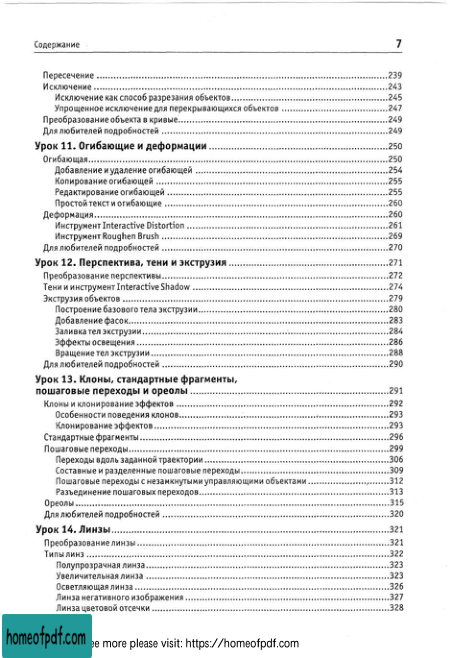 Содержание 7
Пересечение 239
Исключение 243
Исключение как способ разрезания объектов 245
Упрощенное исключение для перекрывающихся объектов 247
Преобразование объекта в кривые 249
Для любителей подробностей 249
Урок 11. Огибающие и деформации 250
Огибающая 250
Добавление и удаление огибающей 254
Копирование огибающей 255
Редактирование огибающей 255
Простой текст и огибающие 260
Деформация 260
Инструмент Interactive Distortion 261
Инструмент Roughen Brush 269
Для любителей подробностей 270
Урок 12. Перспектива, тени и экструзия 271
Преобразование перспективы 272
Тени и инструмент Interactive Shadow 274
Экструзия объектов 279
Построение базового тела экструзии 280
Добавление фасок 283
Заливка тел экструзии 284
Эффекты освещения 286
Вращение тел экструзии 288
Для любителей подробностей 290
Урок 13. Клоны, стандартные фрагменты,
пошаговые переходы и ореолы 291
Клоны и клонирование эффектов 292
Особенности поведения клонов 293
Клонирование эффектов 293
Стандартные фрагменты 296
Пошаговые переходы 299
Переходы вдоль заданной траектории 306
Составные и разделенные пошаговые переходы 309
Пошаговые переходы с незамкнутыми управляющими объектами 312
Разъединение пошаговых переходов 313
Ореолы 315
Для любителей подробностей 320
Урок 14. Линзы 321
Преобразование линзы 321
Типы линз 322
Полупрозрачная линза 323
Увеличительная линза 323
Осветляющая линза 326
Линза негативного изображения 327
Линза цветовой отсечки 328
homeofpdf.com ee more please visit: https://homeofpdf.com